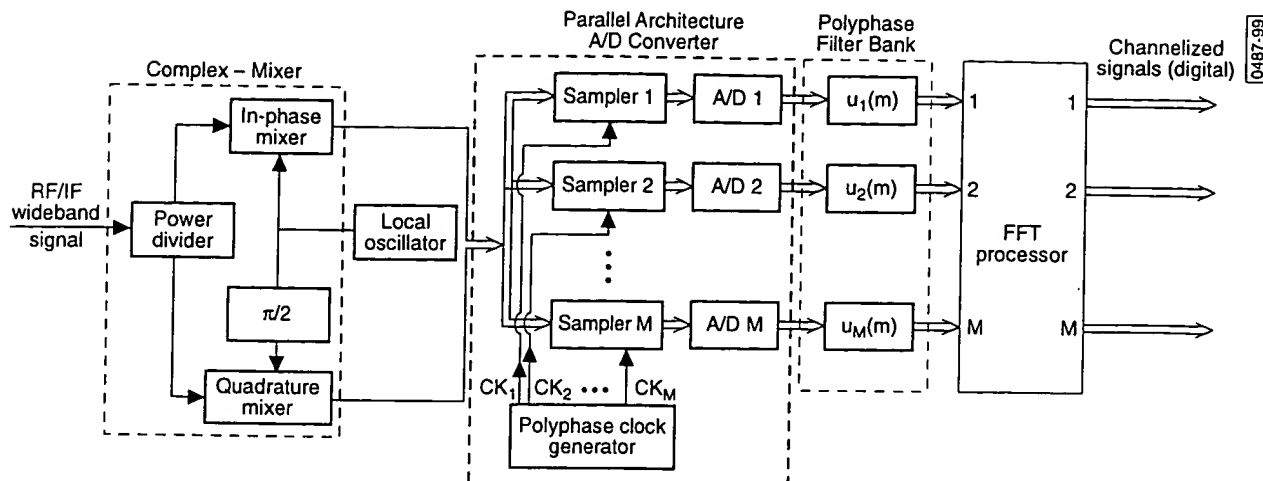 Parallel Architecture
A/D Converter
Polyphase
Filter Bank
Channelized
signals (digital)
0487-99
Complex – Mixer
In-phase
mixer
RF/IF
wideband
signal
Power
divider
Local
oscillator
π/2
Quadrature
mixer
Sampler 1
A/D 1
u₁(m)
1
1
Sampler 2
A/D 2
u₂(m)
2
2
FFT
processor
Sampler M
A/D M
u_M(m)
M
M
CK₁ CK₂ ••• CK_M
Polyphase clock
generator